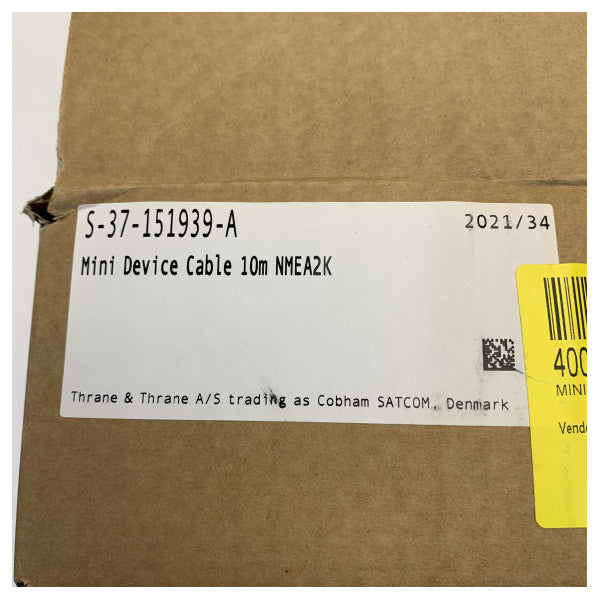 S-37-151939-A
2021/34
Mini Device Cable 10m NMEA2K
Thrane & Thrane A/S trading as Cobham SATCOM, Denmark
400
MINI
Vend